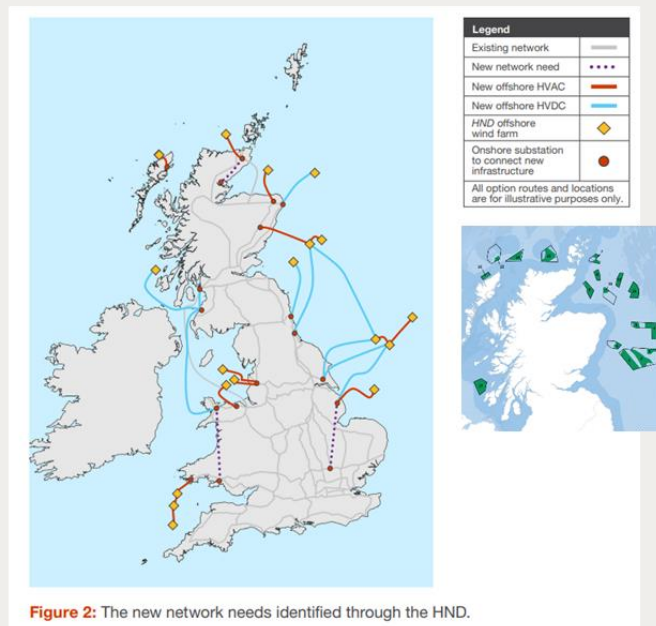 Legend
Existing network
New network need
New offshore HVAC
New offshore HVDC
HND offshore
wind farm
Onshore substation
to connect new
infrastructure
All option routes and locations
are for illustrative purposes only.
Figure 2: The new network needs identified through the HND.